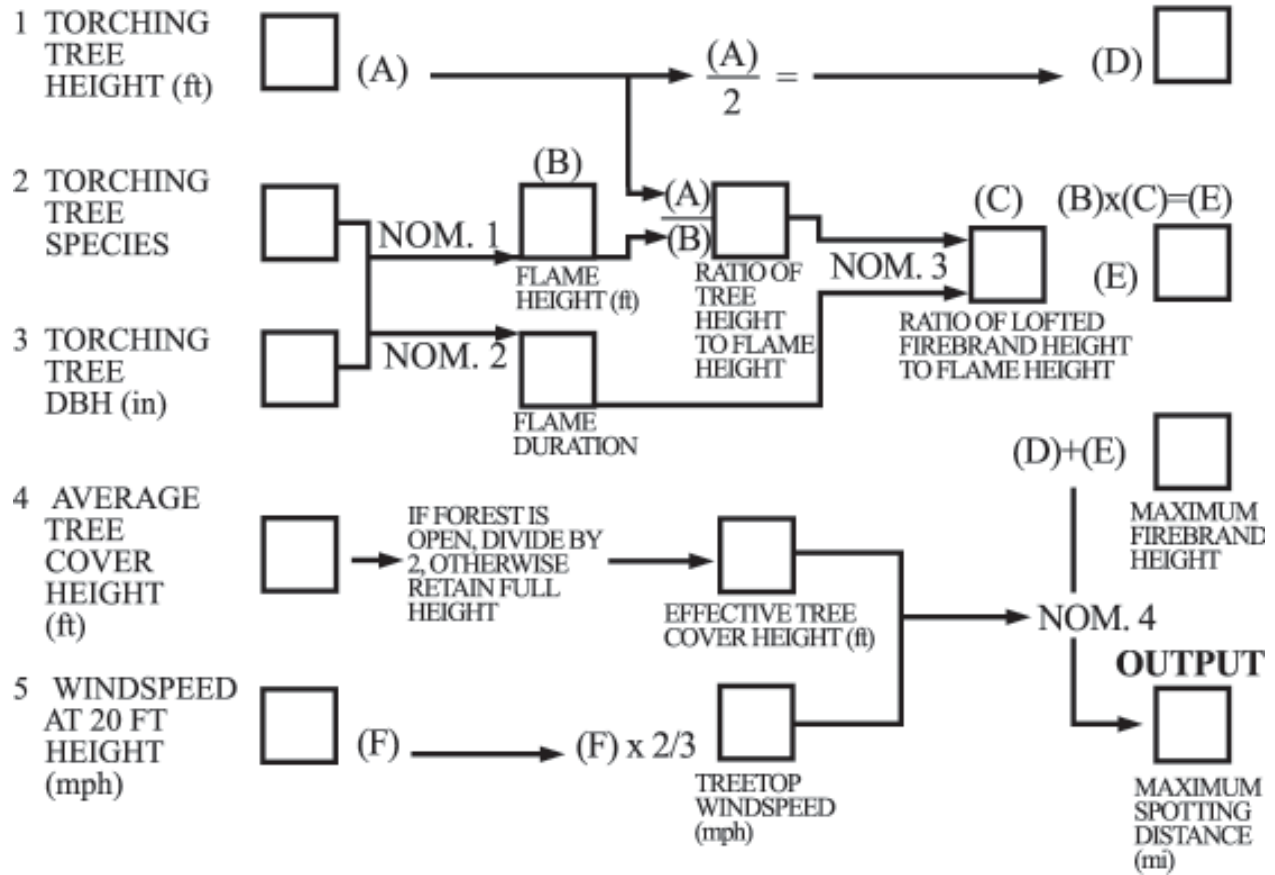 1 TORCHING
TREE
HEIGHT (ft)
(A)
(A)
2
=
(D)
2 TORCHING
TREE
SPECIES
NOM. 1
(B)
FLAME
HEIGHT (ft)
(A)
(B)
RATIO OF
TREE
HEIGHT
TO FLAME
HEIGHT
NOM. 3
(C)
RATIO OF LOFTED
FIREBRAND HEIGHT
TO FLAME HEIGHT
(B)x(C)=(E)
(E)
3 TORCHING
TREE
DBH (in)
NOM. 2
FLAME
DURATION
(D)+(E)
MAXIMUM
FIREBRAND
HEIGHT
4 AVERAGE
TREE
COVER
HEIGHT
(ft)
IF FOREST IS
OPEN, DIVIDE BY
2, OTHERWISE
RETAIN FULL
HEIGHT
EFFECTIVE TREE
COVER HEIGHT (ft)
NOM. 4
5 WINDSPEED
AT 20 FT
HEIGHT
(mph)
(F)
(F) x 2/3
TREETOP
WINDSPEED
(mph)
OUTPUT
MAXIMUM
SPOTTING
DISTANCE
(mi)